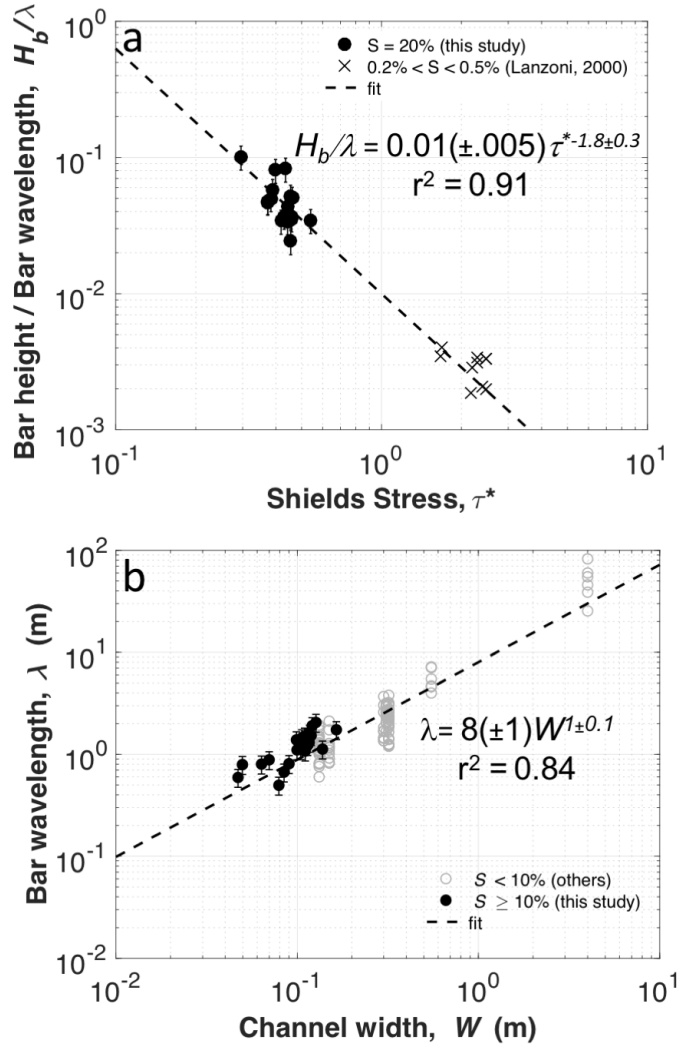 a
S = 20% (this study)
0.2% < S < 0.5% (Lanzoni, 2000)
fit
H_b/λ = 0.01(±.005) τ*^-1.8±0.3
r² = 0.91
10^0
10^-1
10^-2
10^-3
Bar height / Bar wavelength, H_b/λ
10^-1
10^0
10^1
Shields Stress, τ*
b
10^2
10^1
10^0
10^-1
10^-2
Bar wavelength, λ (m)
λ= 8(±1)W^1±0.1
r² = 0.84
S < 10% (others)
S ≥ 10% (this study)
fit
10^-2
10^-1
10^0
10^1
Channel width, W (m)